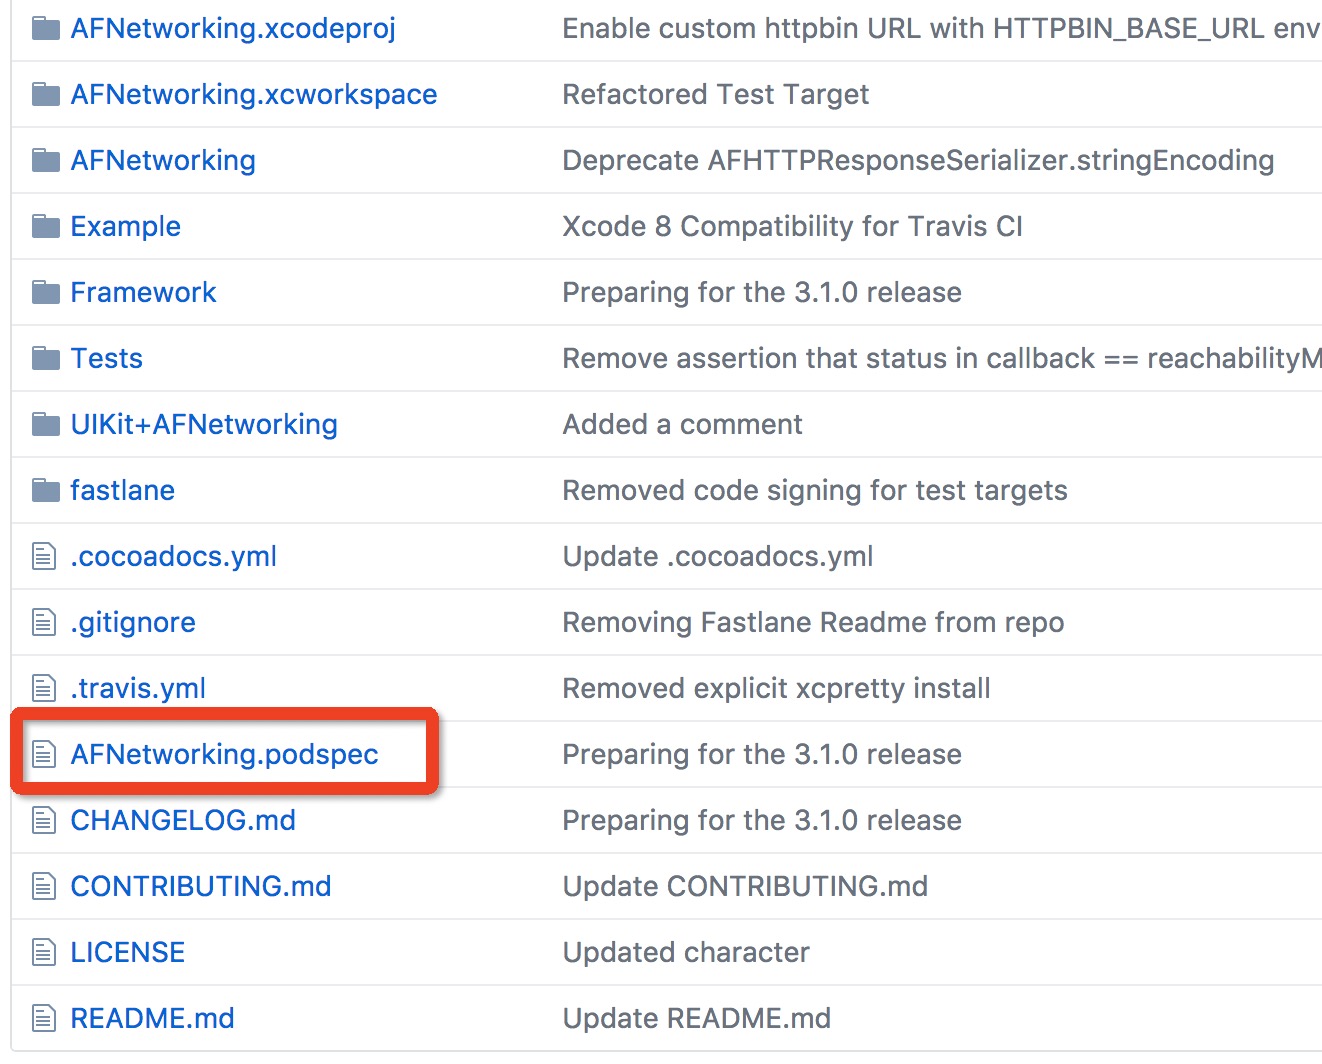 AFNetworking.xcodeproj Enable custom httpbin URL with HTTPBIN_BASE_URL env
AFNetworking.xcworkspace Refactored Test Target
AFNetworking Deprecate AFHTTPResponseSerializer.stringEncoding
Example Xcode 8 Compatibility for Travis CI
Framework Preparing for the 3.1.0 release
Tests Remove assertion that status in callback == reachabilityM
UIKit+AFNetworking Added a comment
fastlane Removed code signing for test targets
.cocoadocs.yml Update .cocoadocs.yml
.gitignore Removing Fastlane Readme from repo
.travis.yml Removed explicit xcpretty install
AFNetworking.podspec Preparing for the 3.1.0 release
CHANGELOG.md Preparing for the 3.1.0 release
CONTRIBUTING.md Update CONTRIBUTING.md
LICENSE Updated character
README.md Update README.md